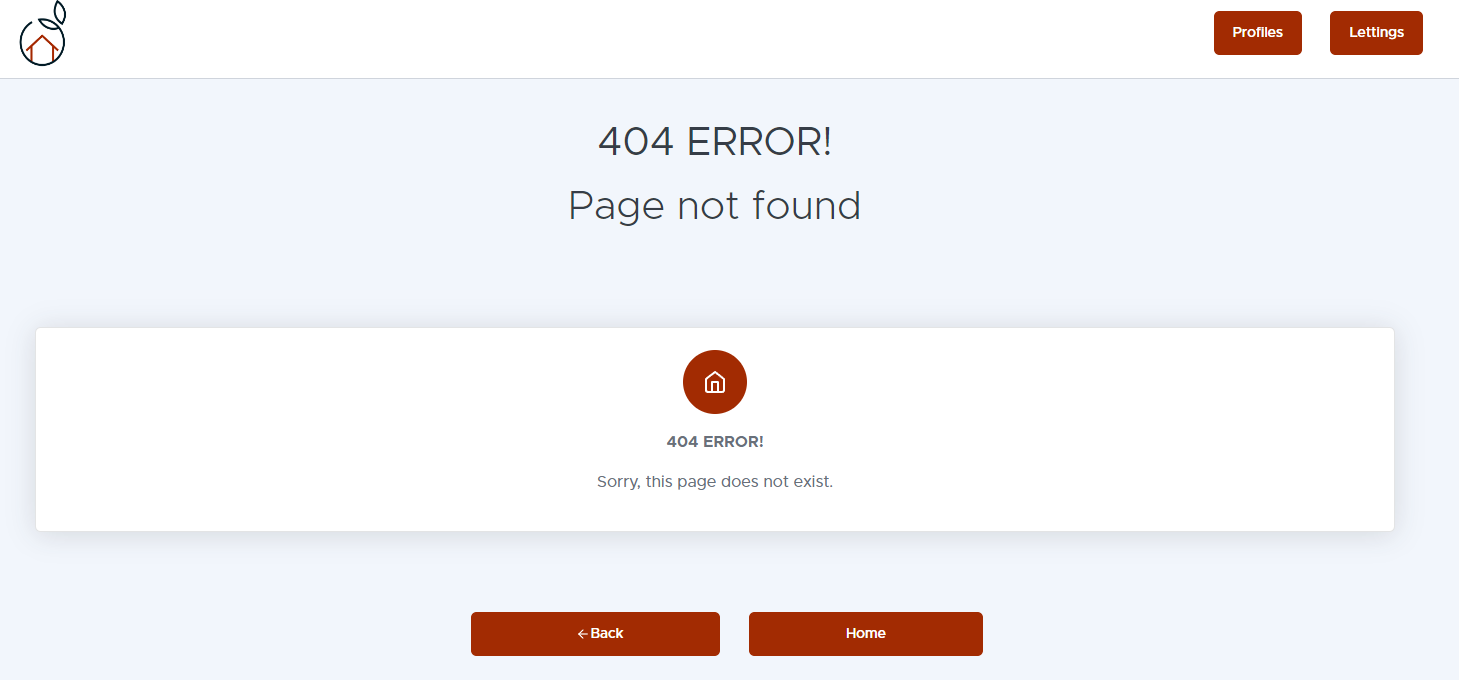 Profiles
Lettings
404 ERROR!
Page not found
404 ERROR!
Sorry, this page does not exist.
← Back
Home